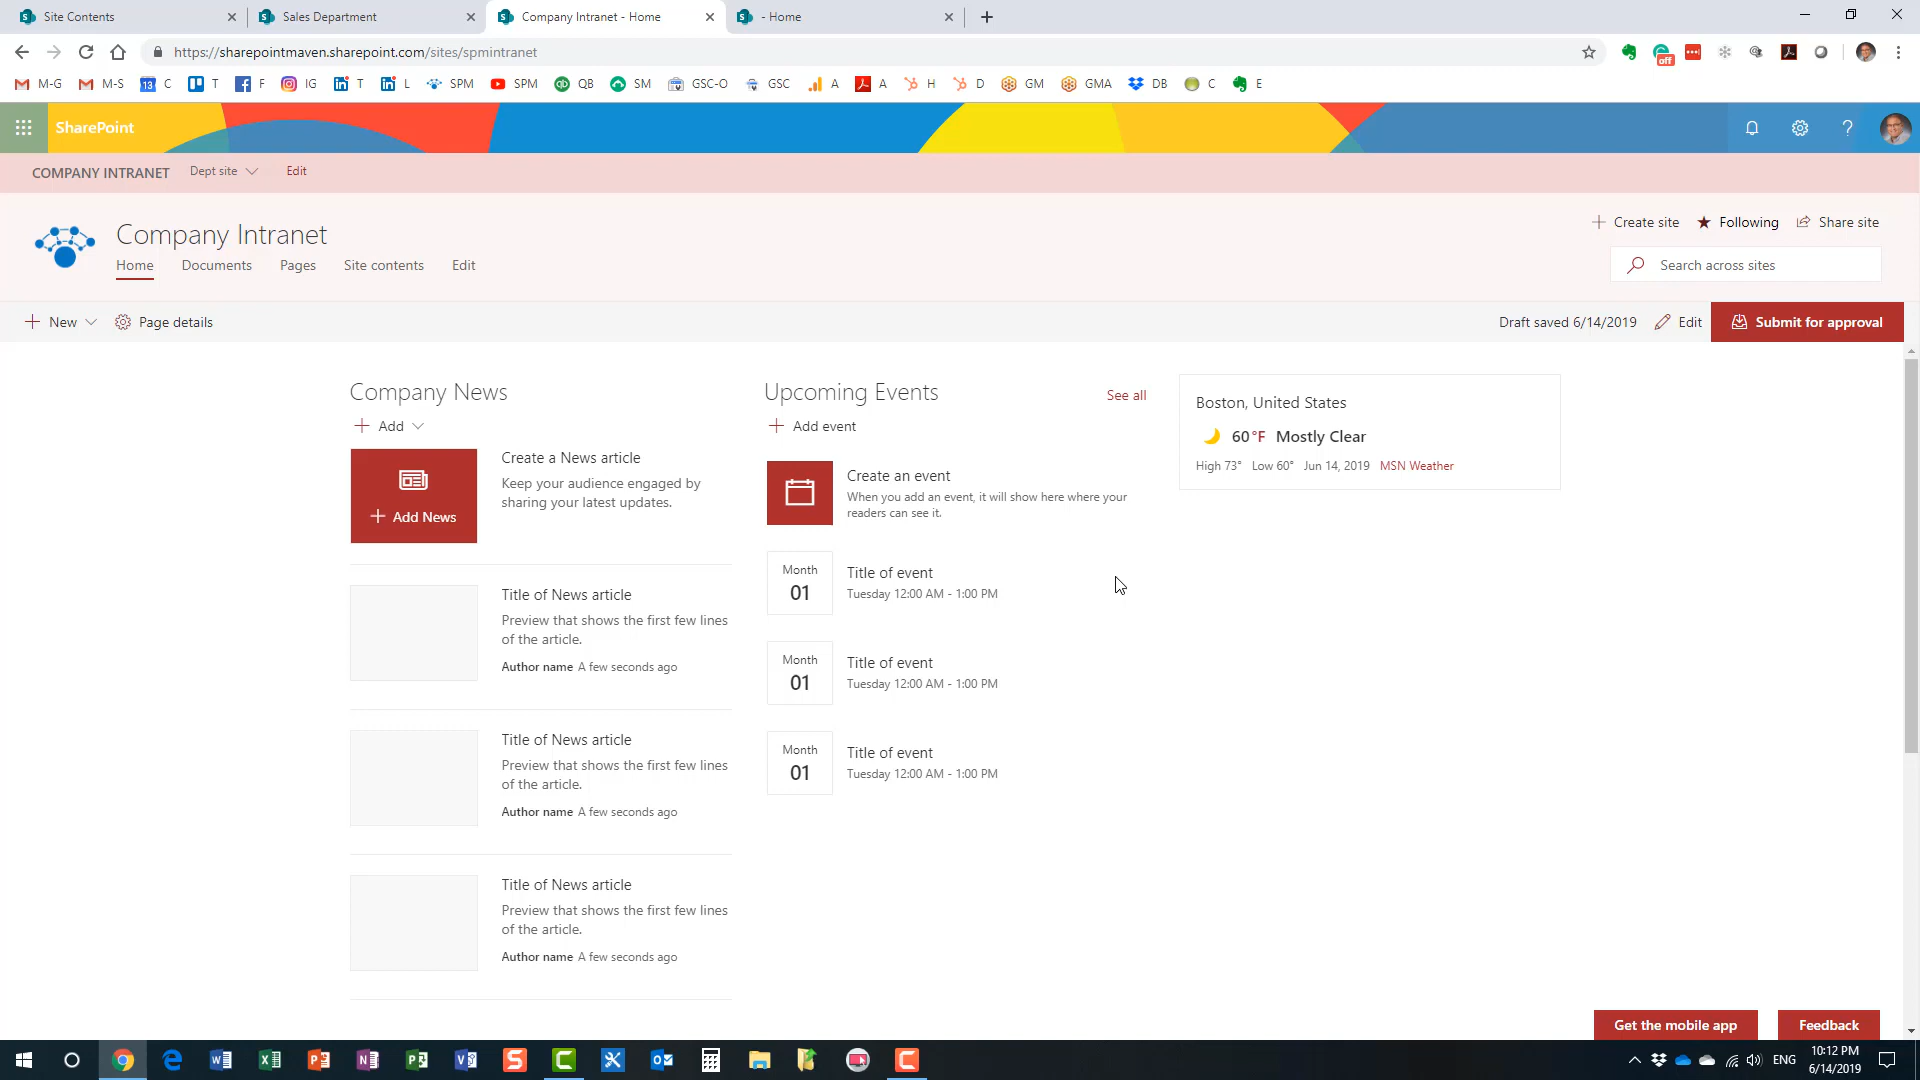 Site Contents
Sales Department
Company Intranet - Home
- Home
https://sharepointmaven.sharepoint.com/sites/spmintranet
off
M-G
M-S
13
C
T
F
IG
T
L
SPM
SPM
QB
SM
GSC-O
GSC
A
A
H
D
GM
GMA
DB
C
E
SharePoint
?
COMPANY INTRANET
Dept site
Edit
Company Intranet
Create site
Following
Share site
Home
Documents
Pages
Site contents
Edit
Search across sites
New
Page details
Draft saved 6/14/2019
Edit
Submit for approval
Company News
Add
Add News
Create a News article
Keep your audience engaged by
sharing your latest updates.
Title of News article
Preview that shows the first few lines
of the article.
Author name A few seconds ago
Title of News article
Preview that shows the first few lines
of the article.
Author name A few seconds ago
Title of News article
Preview that shows the first few lines
of the article.
Author name A few seconds ago
Upcoming Events
See all
Add event
Create an event
When you add an event, it will show here where your
readers can see it.
Month
01
Title of event
Tuesday 12:00 AM - 1:00 PM
Month
01
Title of event
Tuesday 12:00 AM - 1:00 PM
Month
01
Title of event
Tuesday 12:00 AM - 1:00 PM
Boston, United States
60 °F Mostly Clear
High 73° Low 60° Jun 14, 2019 MSN Weather
Get the mobile app
Feedback
ENG
10:12 PM
6/14/2019